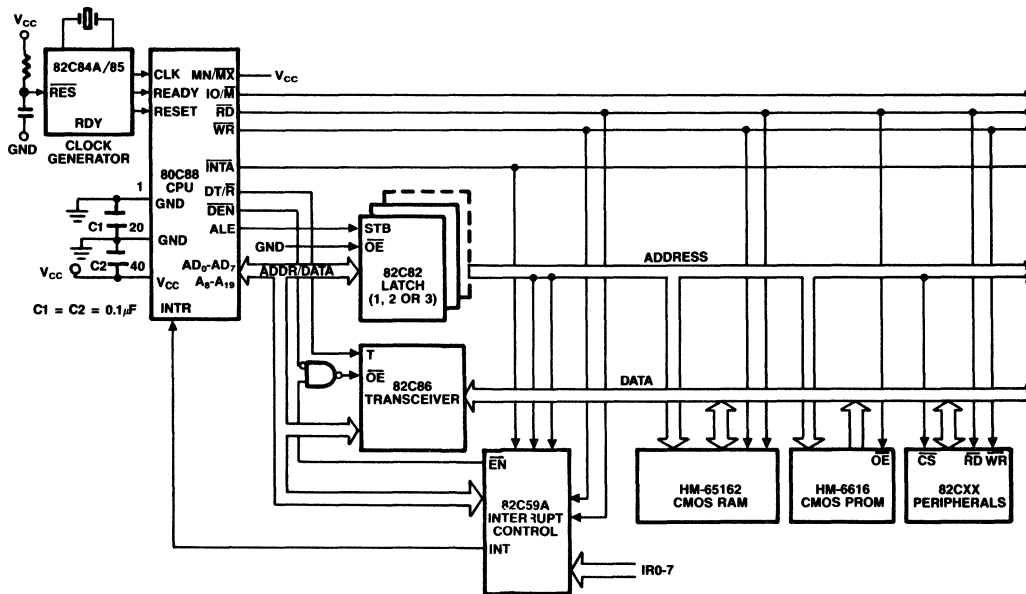 VCC
82C84A/85
RES
RDY
GND
CLOCK
GENERATOR
CLK
READY
RESET
MN/MX
VCC
IO/M
RD
WR
INTA
DT/R
DEN
ALE
80C88
CPU
1
GND
C1
20
GND
C2
40
VCC
VCC
AD0-AD7
A8-A19
INTR
C1 = C2 = 0.1μF
ADDR/DATA
STB
GND
OE
82C82
LATCH
(1, 2 OR 3)
ADDRESS
T
OE
82C86
TRANSCEIVER
DATA
EN
82C59A
INTERRUPT
CONTROL
INT
IR0-7
HM-65162
CMOS RAM
OE
HM-6616
CMOS PROM
CS
RD
WR
82CXX
PERIPHERALS